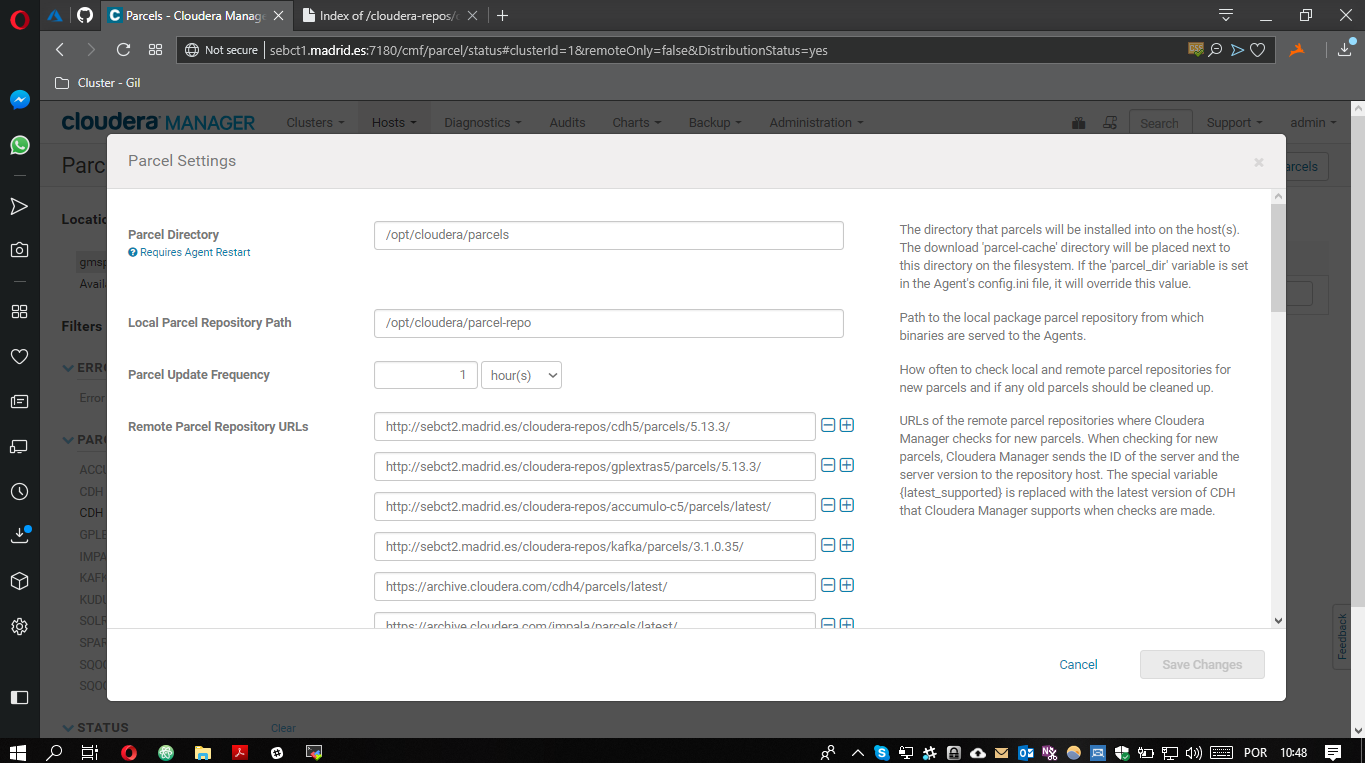 Parcels - Cloudera Manag
Index of /cloudera-repos/
Not secure
sebct1.madrid.es:7180/cmf/parcel/status#clusterId=1&remoteOnly=false&DistributionStatus=yes
Cluster - Gil
cloudera MANAGER
Clusters
Hosts
Diagnostics
Audits
Charts
Backup
Administration
Search
Support
admin
Parc
arcels
Parcel Settings
Locatio
gmsp
Avail
Filters
ERRO
Error
PARC
ACCU
CDH
CDH
GPLE
IMPA
KAFK
KUDU
SOLR
SPAR
SQOO
SQOO
STATUS
Clear
Parcel Directory
Requires Agent Restart
/opt/cloudera/parcels
The directory that parcels will be installed into on the host(s).
The download 'parcel-cache' directory will be placed next to
this directory on the filesystem. If the 'parcel_dir' variable is set
in the Agent's config.ini file, it will override this value.
Local Parcel Repository Path
/opt/cloudera/parcel-repo
Path to the local package parcel repository from which
binaries are served to the Agents.
Parcel Update Frequency
1
hour(s)
How often to check local and remote parcel repositories for
new parcels and if any old parcels should be cleaned up.
Remote Parcel Repository URLs
http://sebct2.madrid.es/cloudera-repos/cdh5/parcels/5.13.3/
http://sebct2.madrid.es/cloudera-repos/gplextras5/parcels/5.13.3/
http://sebct2.madrid.es/cloudera-repos/accumulo-c5/parcels/latest/
http://sebct2.madrid.es/cloudera-repos/kafka/parcels/3.1.0.35/
https://archive.cloudera.com/cdh4/parcels/latest/
https://archive.cloudera.com/impala/parcels/latest/
URLs of the remote parcel repositories where Cloudera
Manager checks for new parcels. When checking for new
parcels, Cloudera Manager sends the ID of the server and the
server version to the repository host. The special variable
{latest_supported} is replaced with the latest version of CDH
that Cloudera Manager supports when checks are made.
Feedback
Cancel
Save Changes
POR
10:48